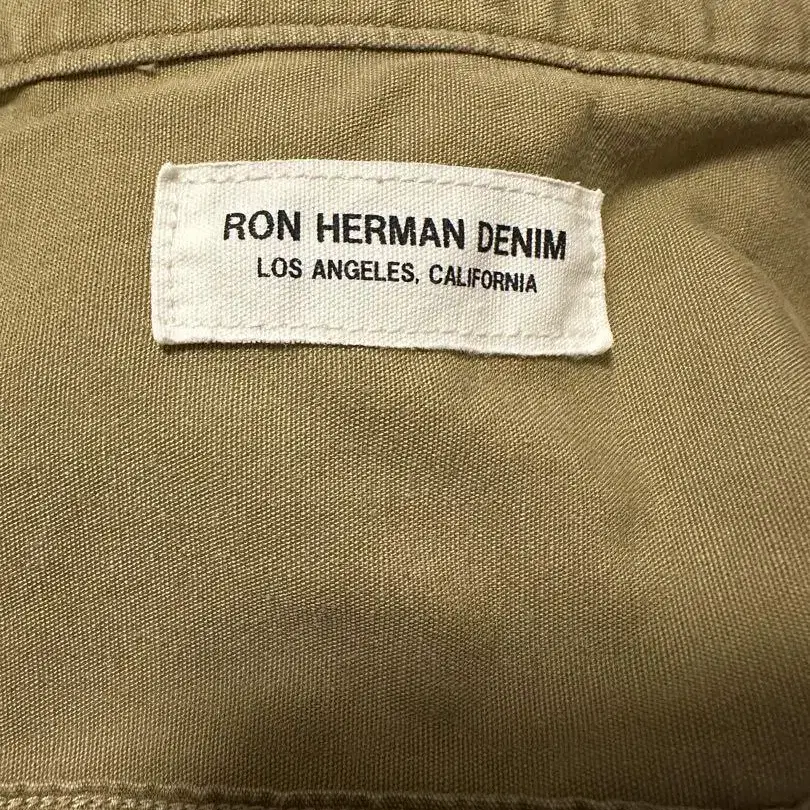 RON HERMAN DENIM
LOS ANGELES, CALIFORNIA